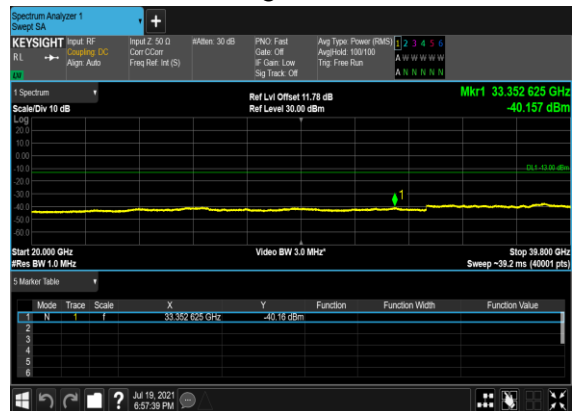 Spectrum Analyzer 1
Swept SA
+
KEYSIGHT Input: RF Input Z: 50 Ω #Atten: 30 dB PNO: Fast Avg Type: Power (RMS) 1 2 3 4 5 6
RL Coupling: DC Corr CCorr Gate: Off Avg|Hold: 100/100 A W W W W W
Align: Auto Freq Ref: Int (S) IF Gain: Low Trig: Free Run
Sig Track: Off A N N N N N
1 Spectrum Ref Lvl Offset 11.78 dB Mkr1 33.352 625 GHz
Scale/Div 10 dB Ref Level 30.00 dBm -40.157 dBm
Log
20.0
10.0
0.00
-10.0 DL1 -13.00 dBm
-20.0
-30.0 1
-40.0
-50.0
-60.0
Start 20.000 GHz Video BW 3.0 MHz* Stop 39.800 GHz
#Res BW 1.0 MHz Sweep ~39.2 ms (40001 pts)
5 Marker Table
Mode Trace Scale X Y Function Function Width Function Value
1 N 1 f 33.352 625 GHz -40.16 dBm
2
3
4
5
6
? Jul 19, 2021
6:57:39 PM